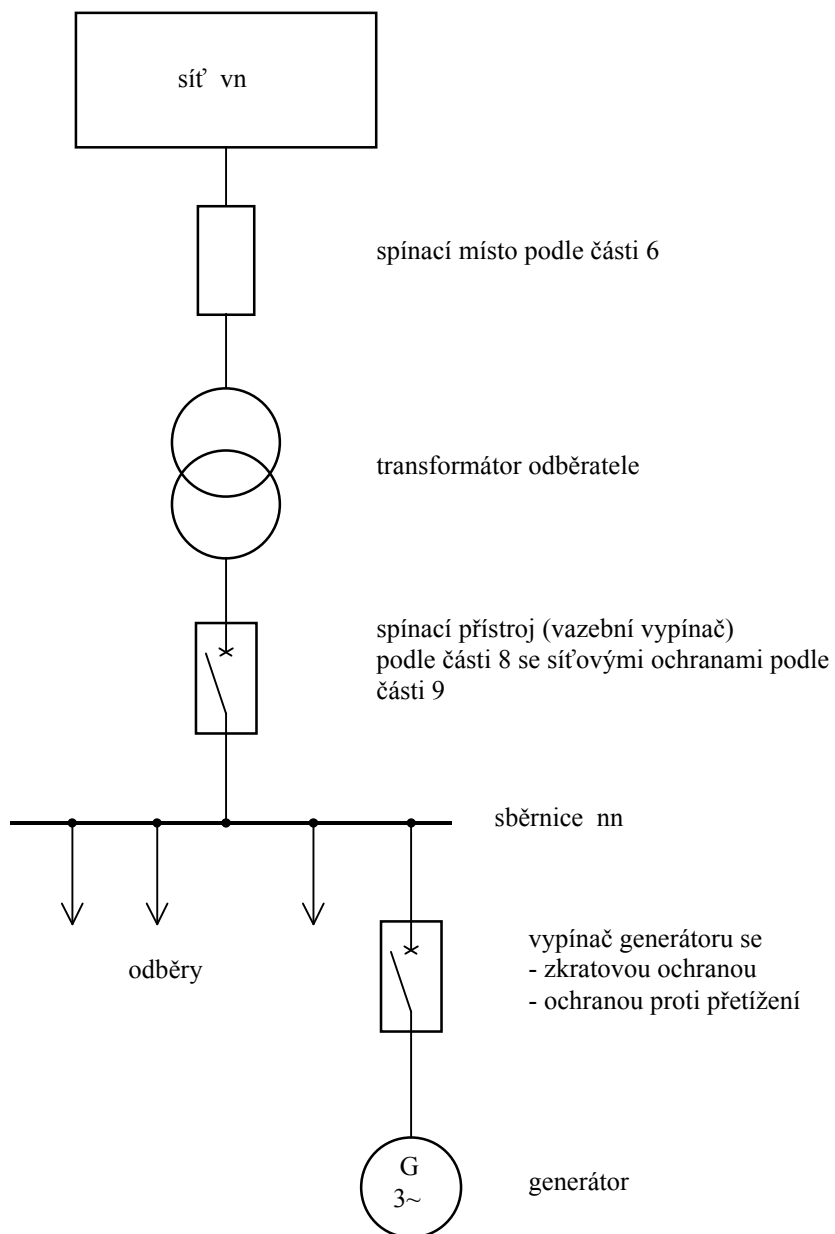 síť vn
spínací místo podle části 6
transformátor odběratele
spínací přístroj (vazební vypínač)
podle části 8 se síťovými ochranami podle
části 9
sběrnice nn
odběry
vypínač generátoru se
- zkratovou ochranou
- ochranou proti přetížení
G
3~
generátor